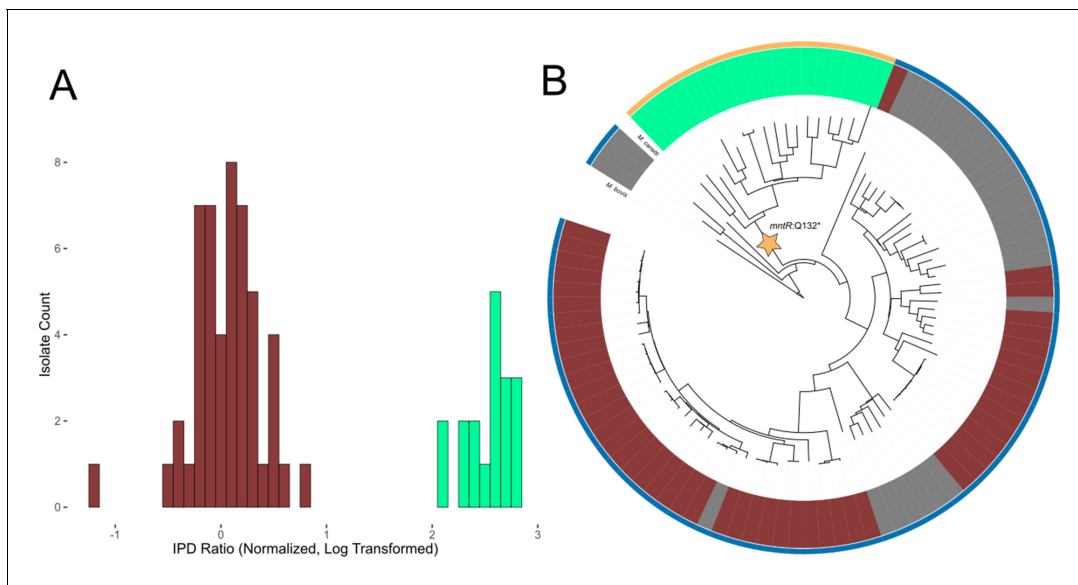 A
B
8
6
4
2
0
Isolate Count
-1
0
1
2
3
IPD Ratio (Normalized, Log Transformed)
M. canettii
M. bovis
mntR:Q132*